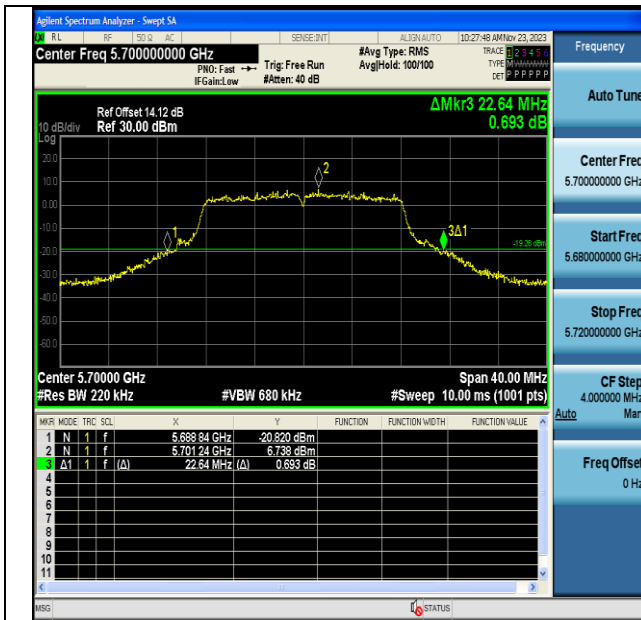 Agilent Spectrum Analyzer - Swept SA
RL RF 50 Ω AC SENSE:INT ALIGN AUTO 10:27:48 AM Nov 23, 2023
Center Freq 5.700000000 GHz
PNO: Fast
IFGain:Low
Trig: Free Run
#Atten: 40 dB
#Avg Type: RMS
Avg|Hold: 100/100
TRACE 1 2 3 4 5 6
TYPE M
DET P P P P P P
Ref Offset 14.12 dB
Ref 30.00 dBm
10 dB/div
Log
ΔMkr3 22.64 MHz
0.693 dB
20.0
10.0
0.00
-10.0
-20.0
-30.0
-40.0
-50.0
-60.0
1
2
3Δ1
-19.26 dBm
Center 5.70000 GHz Span 40.00 MHz
#Res BW 220 kHz #VBW 680 kHz #Sweep 10.00 ms (1001 pts)
MKR MODE TRC SCL X Y FUNCTION FUNCTION WIDTH FUNCTION VALUE
1 N 1 f 5.688 84 GHz -20.820 dBm
2 N 1 f 5.701 24 GHz 6.738 dBm
3 Δ1 1 f (Δ) 22.64 MHz (Δ) 0.693 dB
4
5
6
7
8
9
10
11
MSG STATUS
Frequency
Auto Tune
Center Freq
5.700000000 GHz
Start Freq
5.680000000 GHz
Stop Freq
5.720000000 GHz
CF Step
4.000000 MHz
Auto Man
Freq Offset
0 Hz